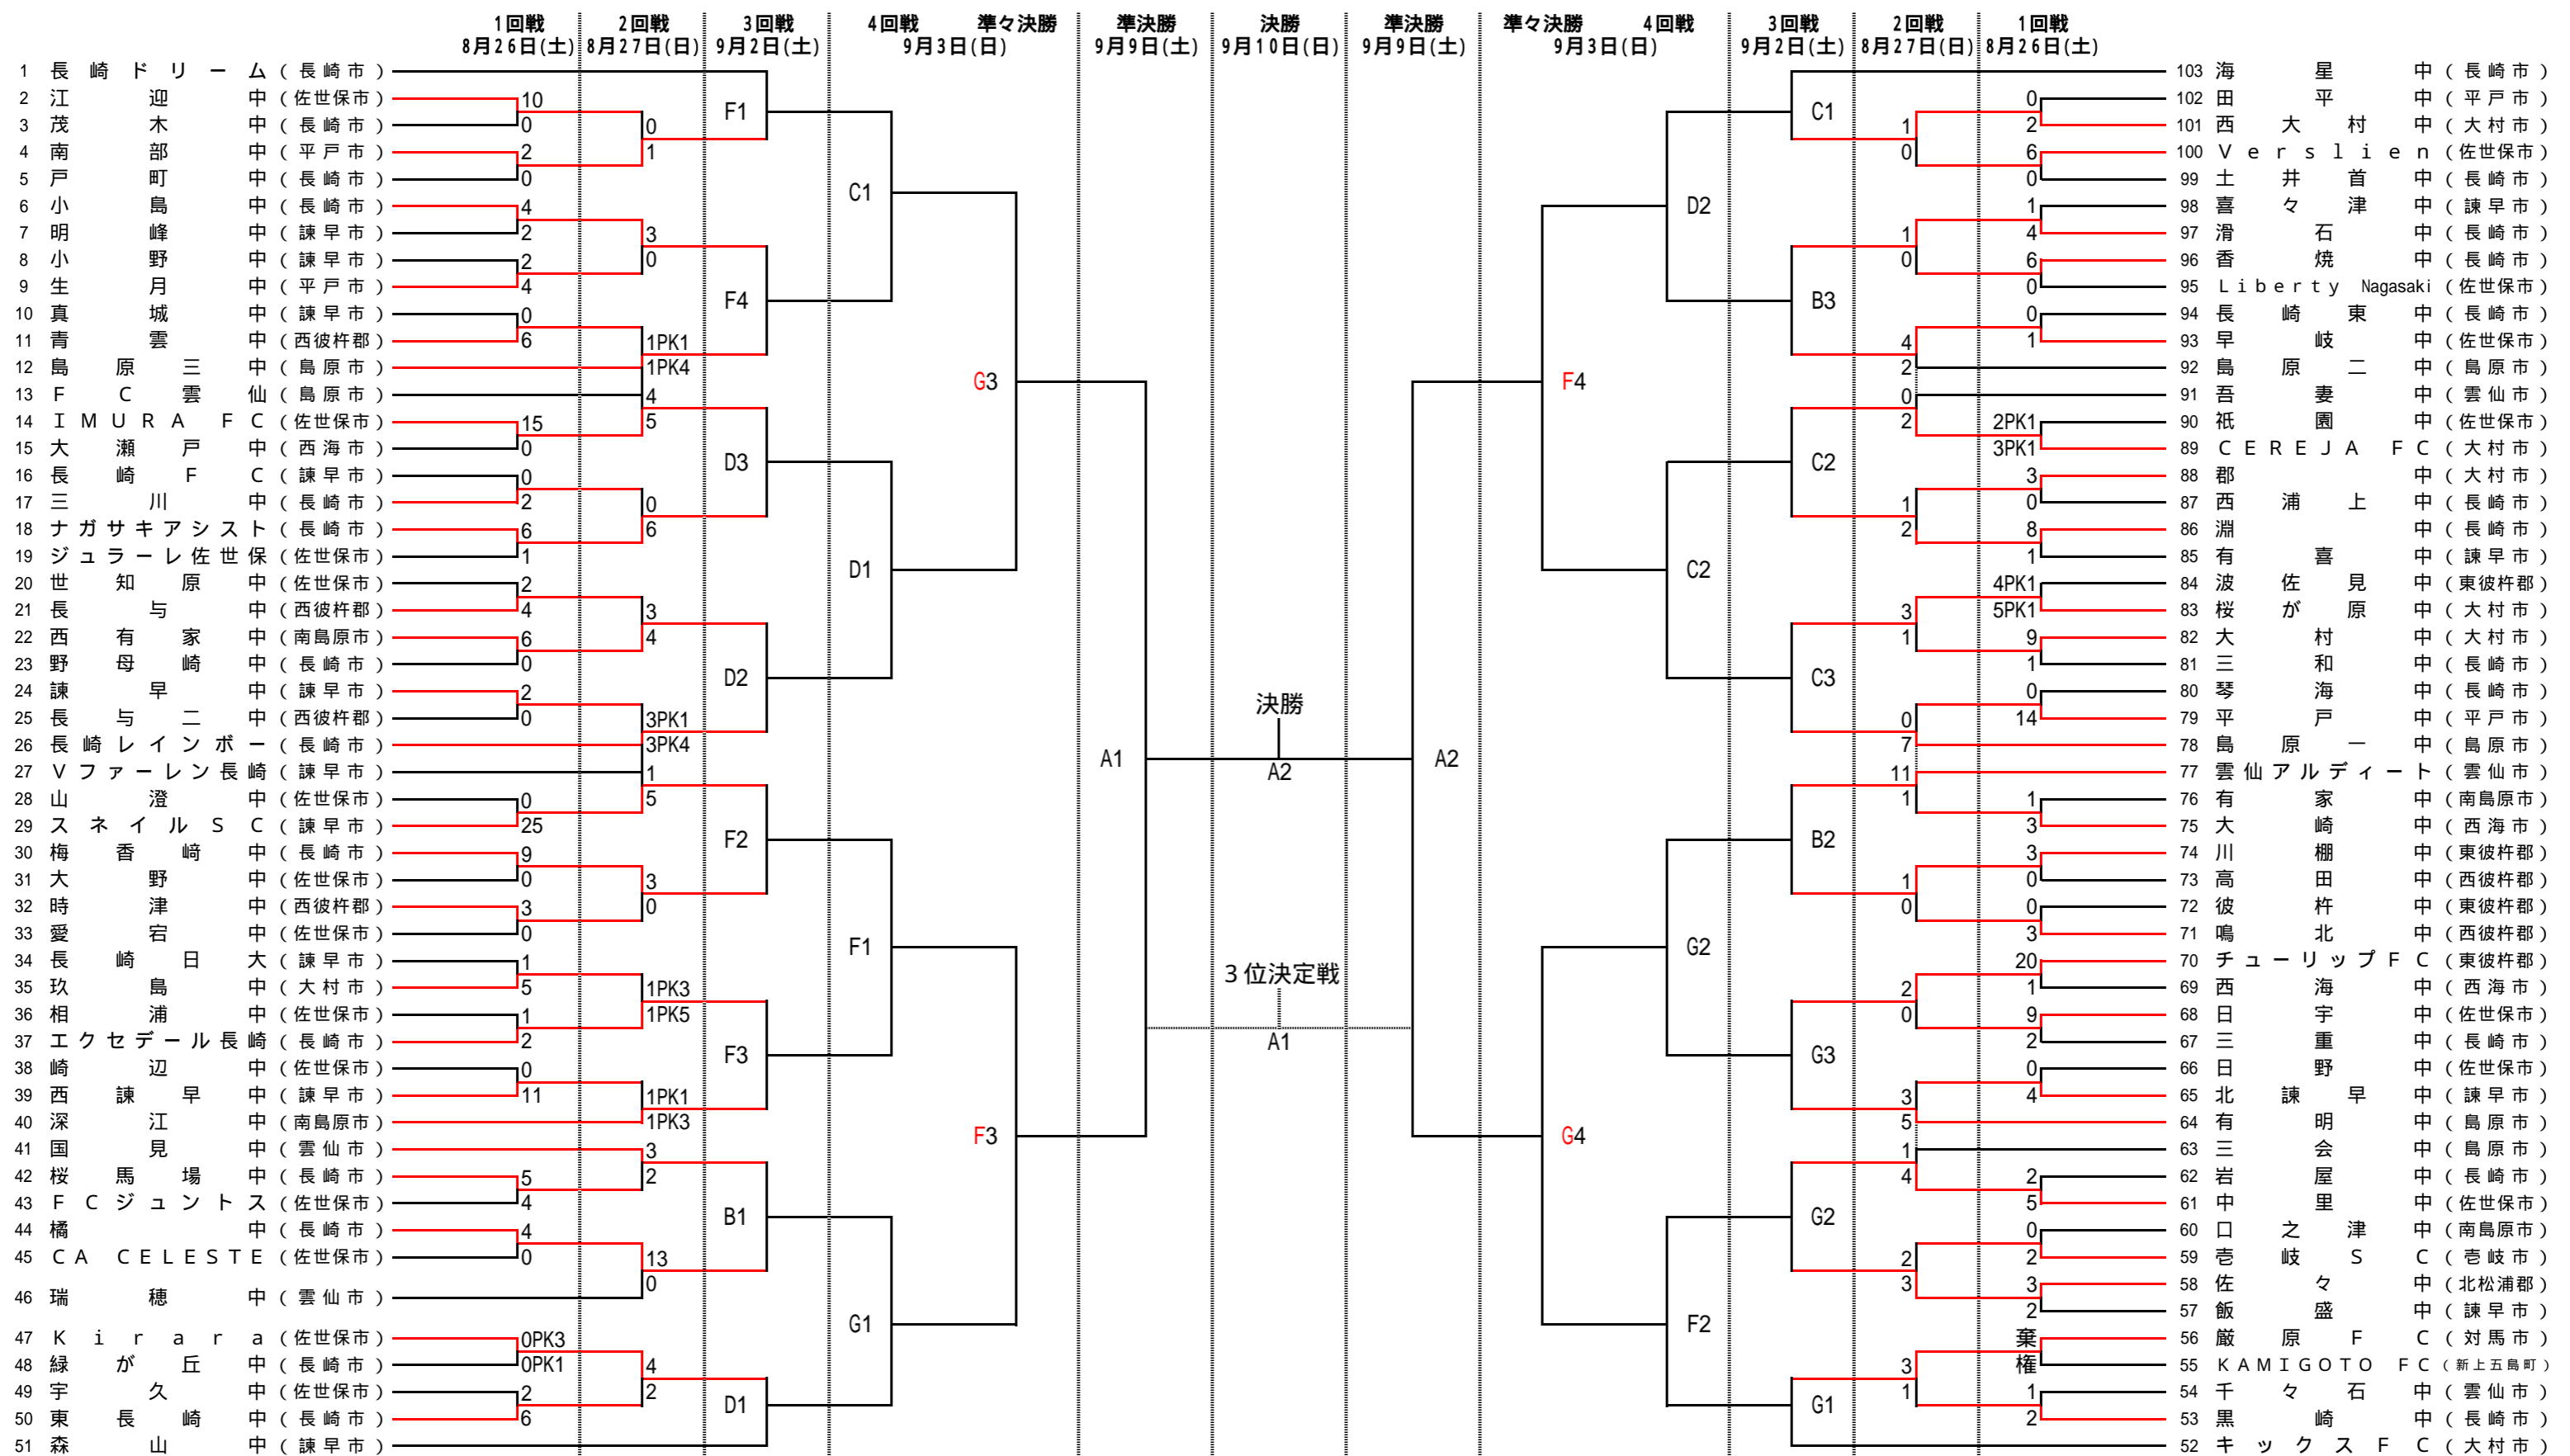 1回戦 2回戦 3回戦 4回戦 準々決勝 準決勝 決勝 準決勝 準々決勝 4回戦 3回戦 2回戦 1回戦
8月26日(土) 8月27日(日) 9月2日(土) 9月3日(日) 9月9日(土) 9月10日(日) 9月9日(土) 9月3日(日) 9月2日(土) 8月27日(日) 8月26日(土)
1 長崎ドリーム (長崎市) 103 海星中 (長崎市)
2 江迎中 (佐世保市) 10 F1 C1 0 102 田平中 (平戸市)
3 茂木中 (長崎市) 0 0 1 2 101 西大村中 (大村市)
4 南部中 (平戸市) 2 1 0 6 100 Verslien (佐世保市)
5 戸町中 (長崎市) 0 C1 0 99 土井首中 (長崎市)
6 小島中 (長崎市) 4 D2 1 98 喜々津中 (諫早市)
7 明峰中 (諫早市) 2 3 1 4 97 滑石中 (長崎市)
8 小野中 (諫早市) 2 0 0 6 96 香焼中 (長崎市)
9 生月中 (平戸市) 4 F4 B3 0 95 Liberty Nagasaki (佐世保市)
10 真城中 (諫早市) 0 0 94 長崎東中 (長崎市)
11 青雲中 (西彼杵郡) 6 1PK1 4 1 93 早岐中 (佐世保市)
12 島原三中 (島原市) 1PK4 G3 F4 2 92 島原二中 (島原市)
13 FC雲仙 (島原市) 4 0 91 吾妻中 (雲仙市)
14 IMURA FC (佐世保市) 15 5 2 2PK1 90 祇園中 (佐世保市)
15 大瀬戸中 (西海市) 0 D3 C2 3PK1 89 CEREJA FC (大村市)
16 長崎FC (諫早市) 0 3 88 郡中 (大村市)
17 三川中 (長崎市) 2 0 1 0 87 西浦上中 (長崎市)
18 ナガサキアシスト (長崎市) 6 6 2 8 86 淵中 (長崎市)
19 ジュラーレ佐世保 (佐世保市) 1 D1 C2 1 85 有喜中 (諫早市)
20 世知原中 (佐世保市) 2 4PK1 84 波佐見中 (東彼杵郡)
21 長与中 (西彼杵郡) 4 3 3 5PK1 83 桜が原中 (大村市)
22 西有家中 (南島原市) 6 4 1 9 82 大村中 (大村市)
23 野母崎中 (長崎市) 0 D2 C3 1 81 三和中 (長崎市)
24 諫早中 (諫早市) 2 決勝 0 80 琴海中 (長崎市)
25 長与二中 (西彼杵郡) 0 3PK1 0 14 79 平戸中 (平戸市)
26 長崎レインボー (長崎市) 3PK4 A1 A2 7 78 島原一中 (島原市)
27 Vファーレン長崎 (諫早市) 1 A2 11 77 雲仙アルディート (雲仙市)
28 山澄中 (佐世保市) 0 5 1 1 76 有家中 (南島原市)
29 スネイルSC (諫早市) 25 F2 B2 3 75 大崎中 (西海市)
30 梅香﨑中 (長崎市) 9 3 74 川棚中 (東彼杵郡)
31 大野中 (佐世保市) 0 3 1 0 73 高田中 (西彼杵郡)
32 時津中 (西彼杵郡) 3 0 0 0 72 彼杵中 (東彼杵郡)
33 愛宕中 (佐世保市) 0 F1 G2 3 71 鳴北中 (西彼杵郡)
34 長崎日大 (諫早市) 1 3位決定戦 20 70 チューリップFC (東彼杵郡)
35 玖島中 (大村市) 5 1PK3 2 1 69 西海中 (西海市)
36 相浦中 (佐世保市) 1 1PK5 0 9 68 日宇中 (佐世保市)
37 エクセデール長崎 (長崎市) 2 F3 A1 G3 2 67 三重中 (長崎市)
38 崎辺中 (佐世保市) 0 0 66 日野中 (佐世保市)
39 西諫早中 (諫早市) 11 1PK1 3 4 65 北諫早中 (諫早市)
40 深江中 (南島原市) 1PK3 F3 G4 5 64 有明中 (島原市)
41 国見中 (雲仙市) 3 1 63 三会中 (島原市)
42 桜馬場中 (長崎市) 5 2 4 2 62 岩屋中 (長崎市)
43 FCジュントス (佐世保市) 4 B1 G2 5 61 中里中 (佐世保市)
44 橘中 (長崎市) 4 0 60 口之津中 (南島原市)
45 CA CELESTE (佐世保市) 0 13 2 2 59 壱岐SC (壱岐市)
46 瑞穂中 (雲仙市) 0 3 3 58 佐々中 (北松浦郡)
G1 F2 2 57 飯盛中 (諫早市)
47 Kirara (佐世保市) 0PK3 棄 56 厳原FC (対馬市)
48 緑が丘中 (長崎市) 0PK1 4 3 権 55 KAMIGOTO FC (新上五島町)
49 宇久中 (佐世保市) 2 2 1 1 54 千々石中 (雲仙市)
50 東長崎中 (長崎市) 6 D1 G1 2 53 黒崎中 (長崎市)
51 森山中 (諫早市) 52 キックスFC (大村市)